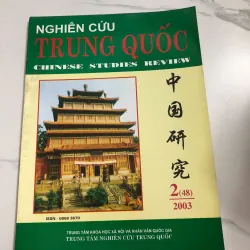 NGHIÊN CỨU
TRUNG QUỐC
CHINESE STUDIES REVIEW
中国研究
2(48)
2003
ISSN - 0868 3670
TRUNG TÂM KHOA HỌC XÃ HỘI VÀ NHÂN VĂN QUỐC GIA
TRUNG TÂM NGHIÊN CỨU TRUNG QUỐC